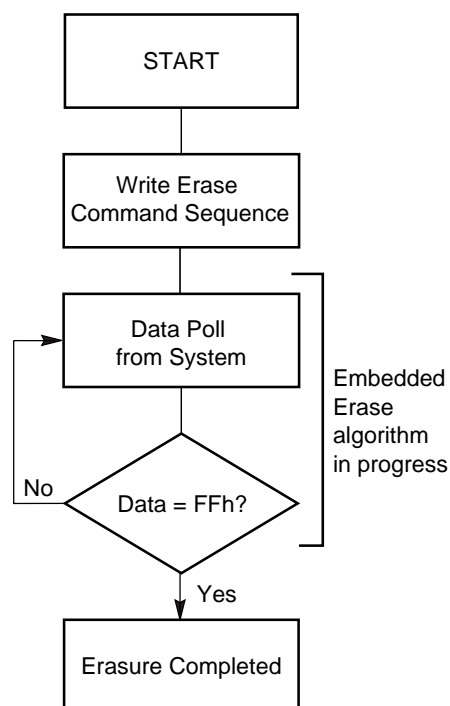 START
Write Erase
Command Sequence
Data Poll
from System
Embedded
Erase
algorithm
in progress
No
Data = FFh?
Yes
Erasure Completed